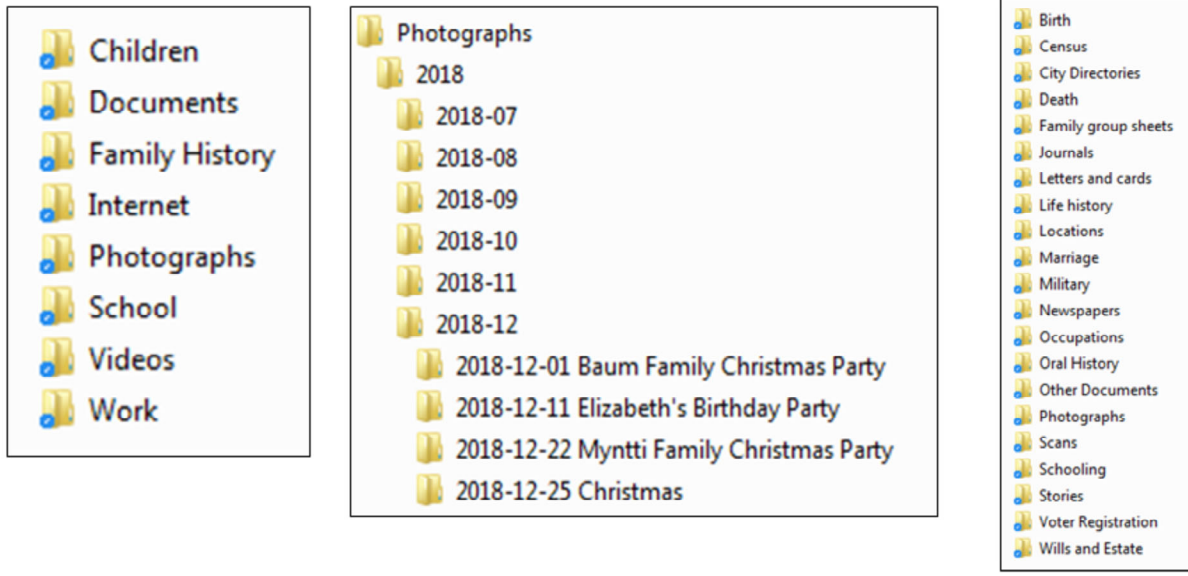 Children
Documents
Family History
Internet
Photographs
School
Videos
Work
Photographs
2018
2018-07
2018-08
2018-09
2018-10
2018-11
2018-12
2018-12-01 Baum Family Christmas Party
2018-12-11 Elizabeth's Birthday Party
2018-12-22 Myntti Family Christmas Party
2018-12-25 Christmas
Birth
Census
City Directories
Death
Family group sheets
Journals
Letters and cards
Life history
Locations
Marriage
Military
Newspapers
Occupations
Oral History
Other Documents
Photographs
Scans
Schooling
Stories
Voter Registration
Wills and Estate